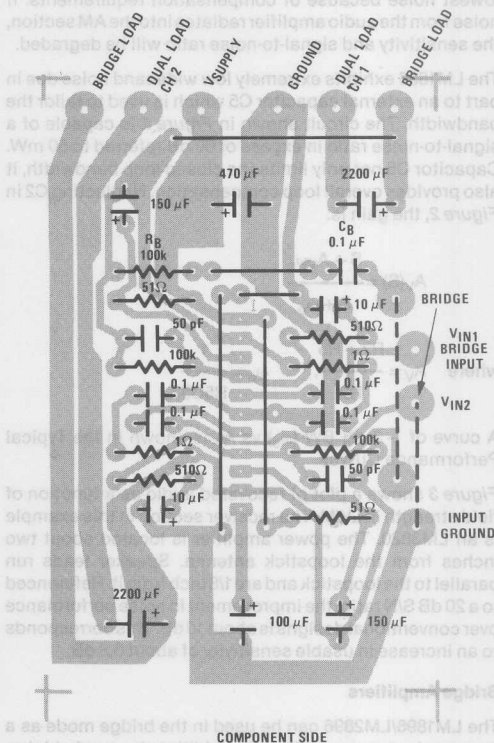 BRIDGE LOAD
DUAL LOAD
CH 2
VSUPPLY
GROUND
DUAL LOAD
CH 1
BRIDGE LOAD
150 μF
470 μF
2200 μF
RB
100k
CB
0.1 μF
51Ω
10 μF
BRIDGE
50 pF
510Ω
VIN1
BRIDGE
INPUT
100k
1Ω
0.1 μF
0.1 μF
VIN2
0.1 μF
0.1 μF
1Ω
100k
510Ω
50 pF
10 μF
51Ω
INPUT
GROUND
2200 μF
100 μF
150 μF
COMPONENT SIDE